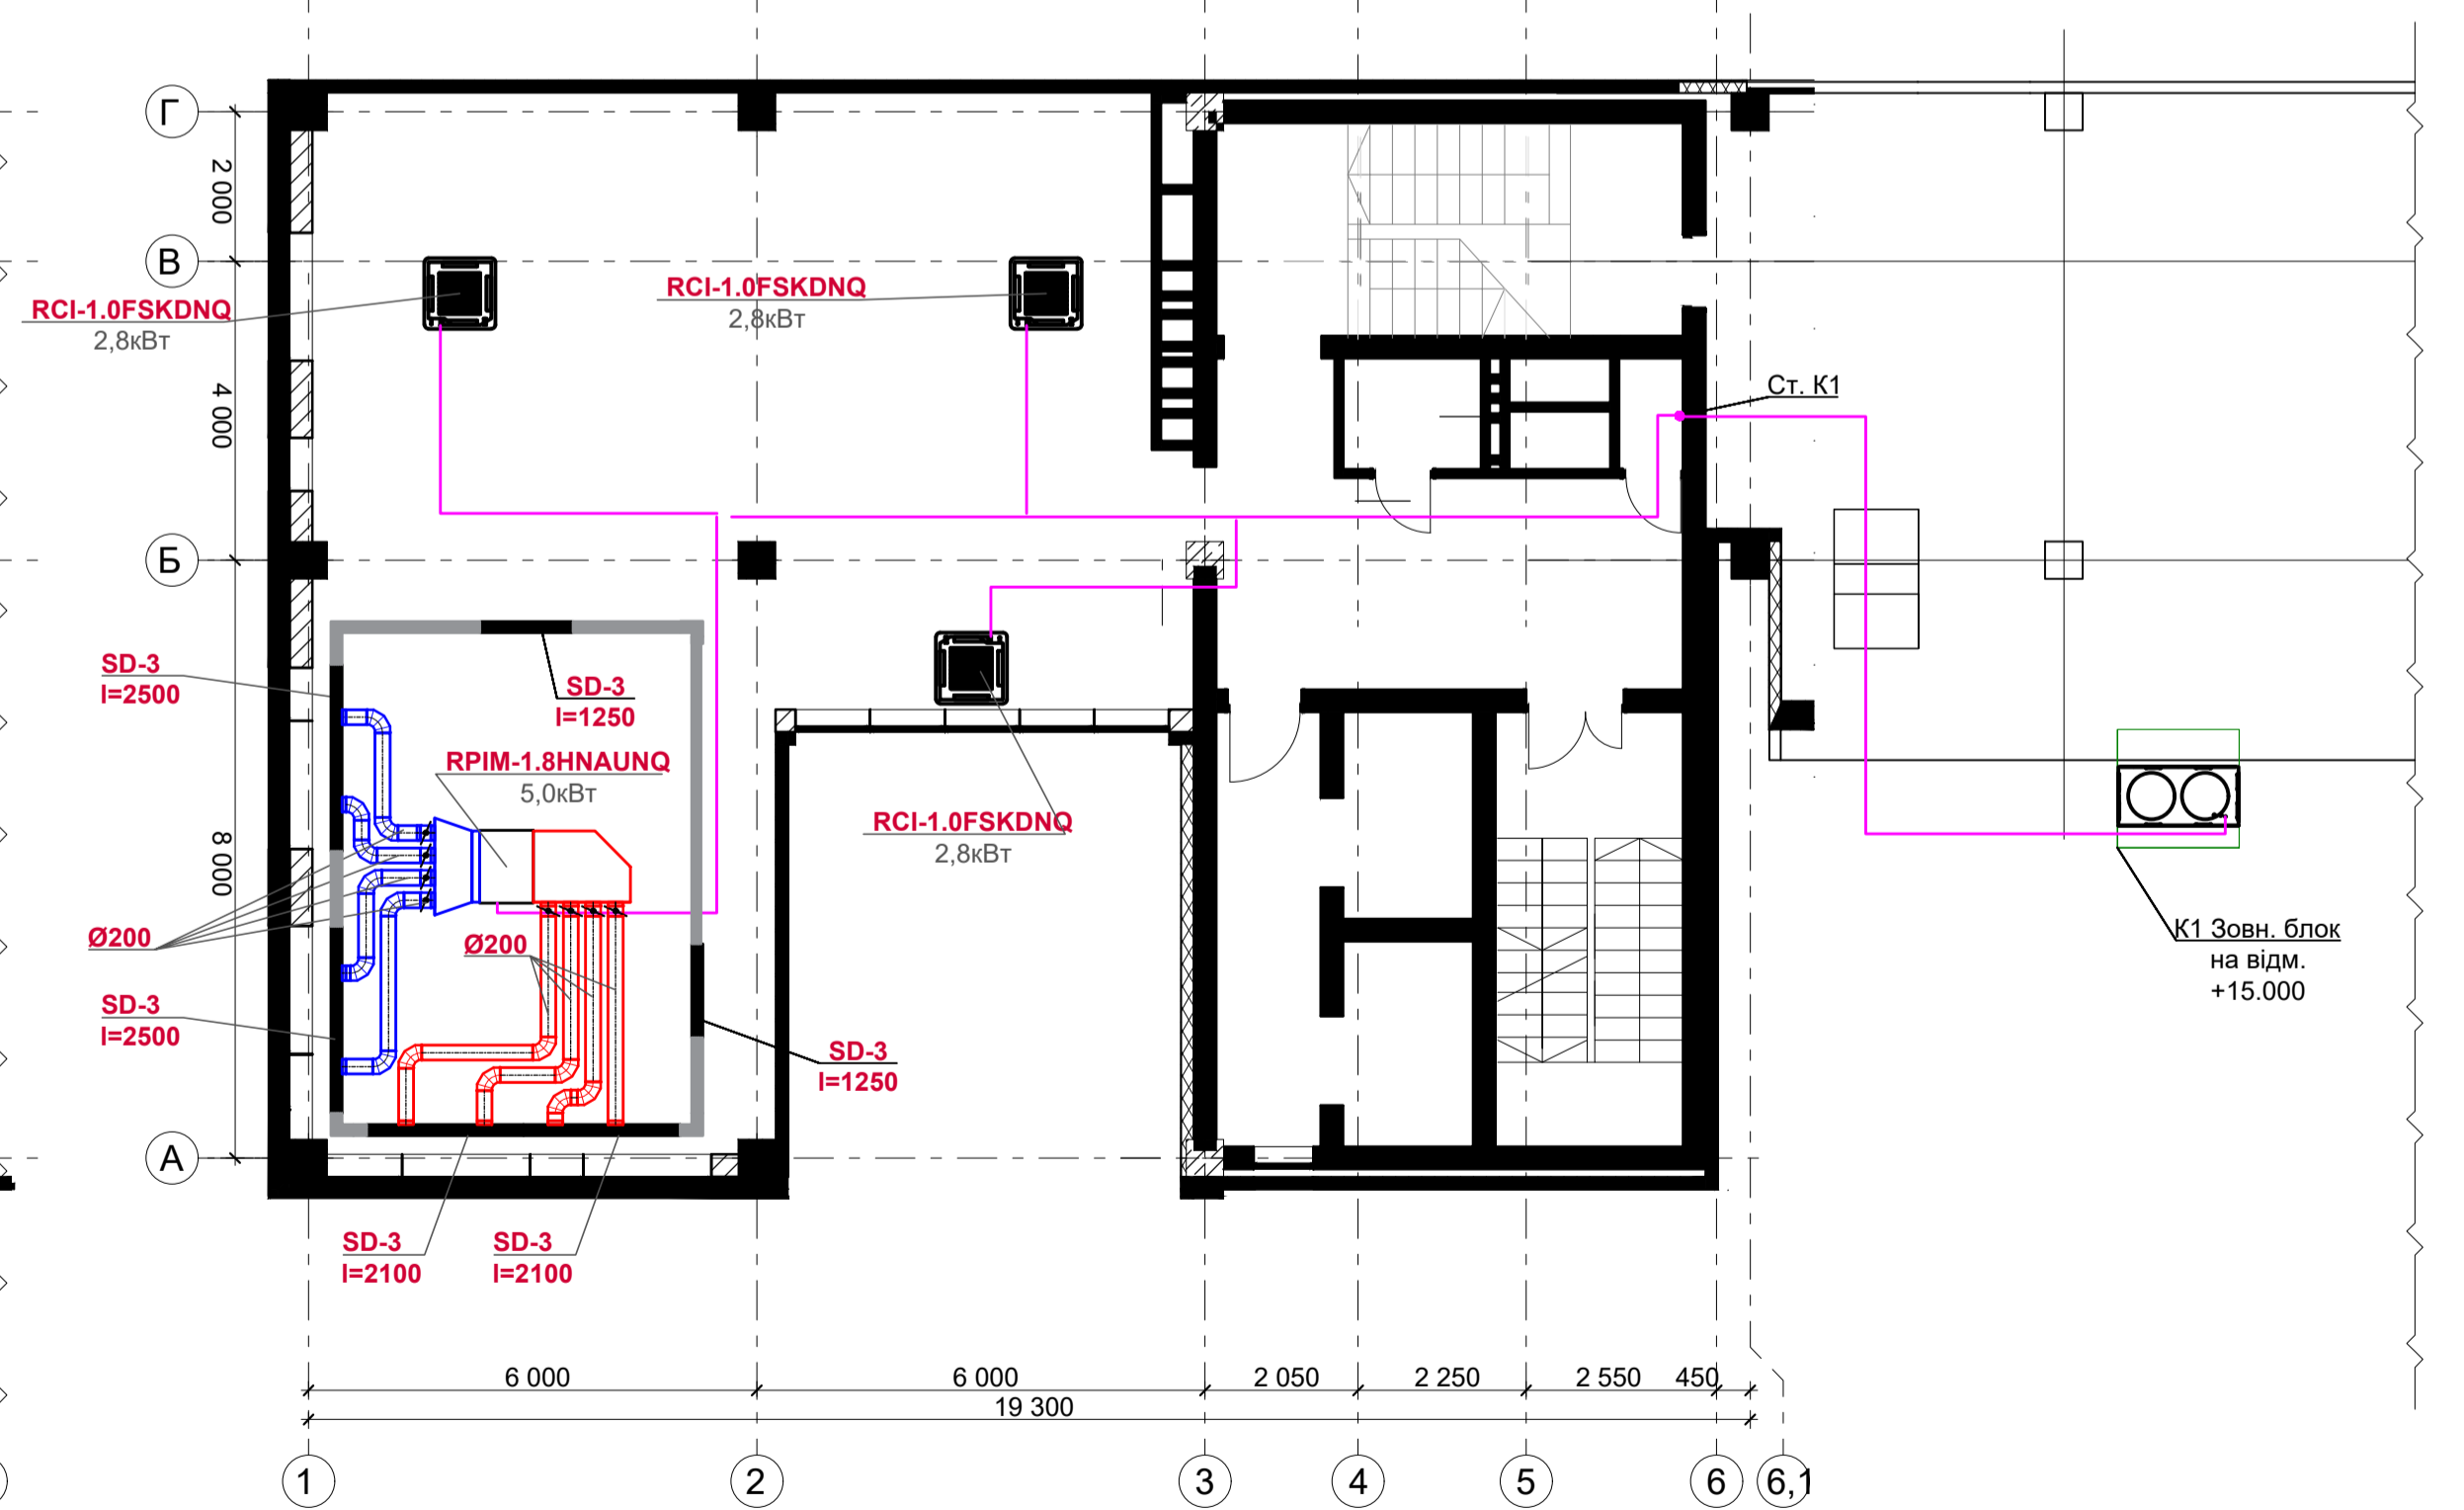 Г
2 000
В
RCI-1.0FSKDNQ
2,8кВт
RCI-1.0FSKDNQ
2,8кВт
4 000
Ст. К1
Б
SD-3
l=2500
SD-3
l=1250
RPIM-1.8HNAUNQ
5,0кВт
RCI-1.0FSKDNQ
2,8кВт
8 000
Ø200
Ø200
К1 Зовн. блок
на відм.
+15.000
SD-3
l=2500
SD-3
l=1250
А
SD-3
l=2100
SD-3
l=2100
6 000
6 000
2 050
2 250
2 550
450
19 300
1
2
3
4
5
6
6,1